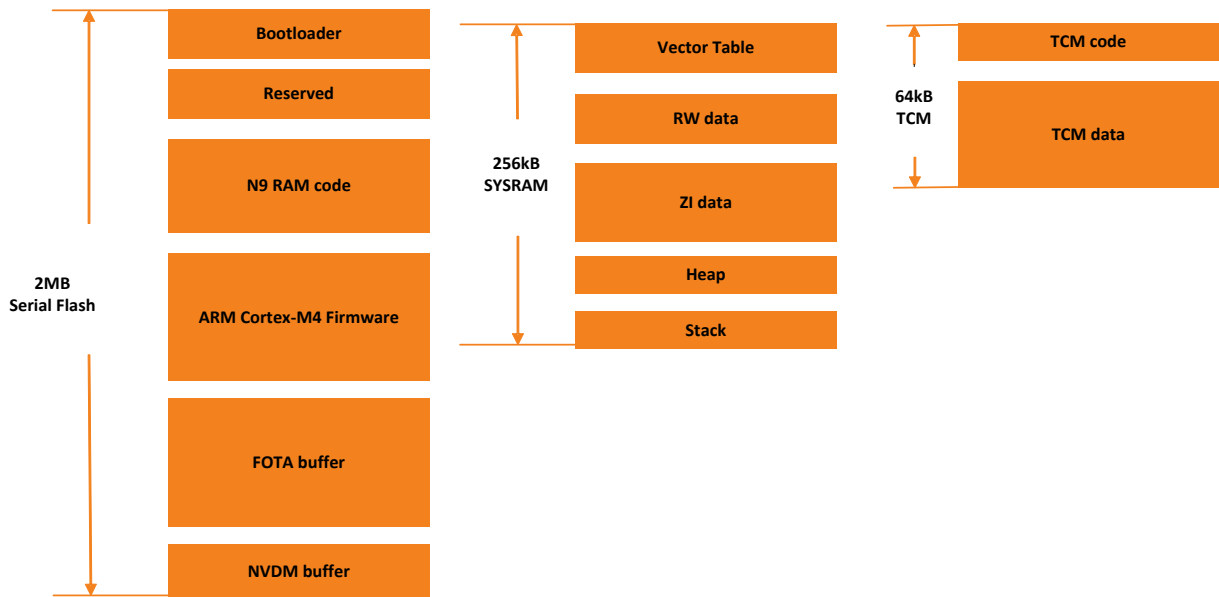 2MB
Serial Flash
Bootloader
Reserved
N9 RAM code
ARM Cortex-M4 Firmware
FOTA buffer
NVDM buffer
256kB
SYSRAM
Vector Table
RW data
ZI data
Heap
Stack
64kB
TCM
TCM code
TCM data